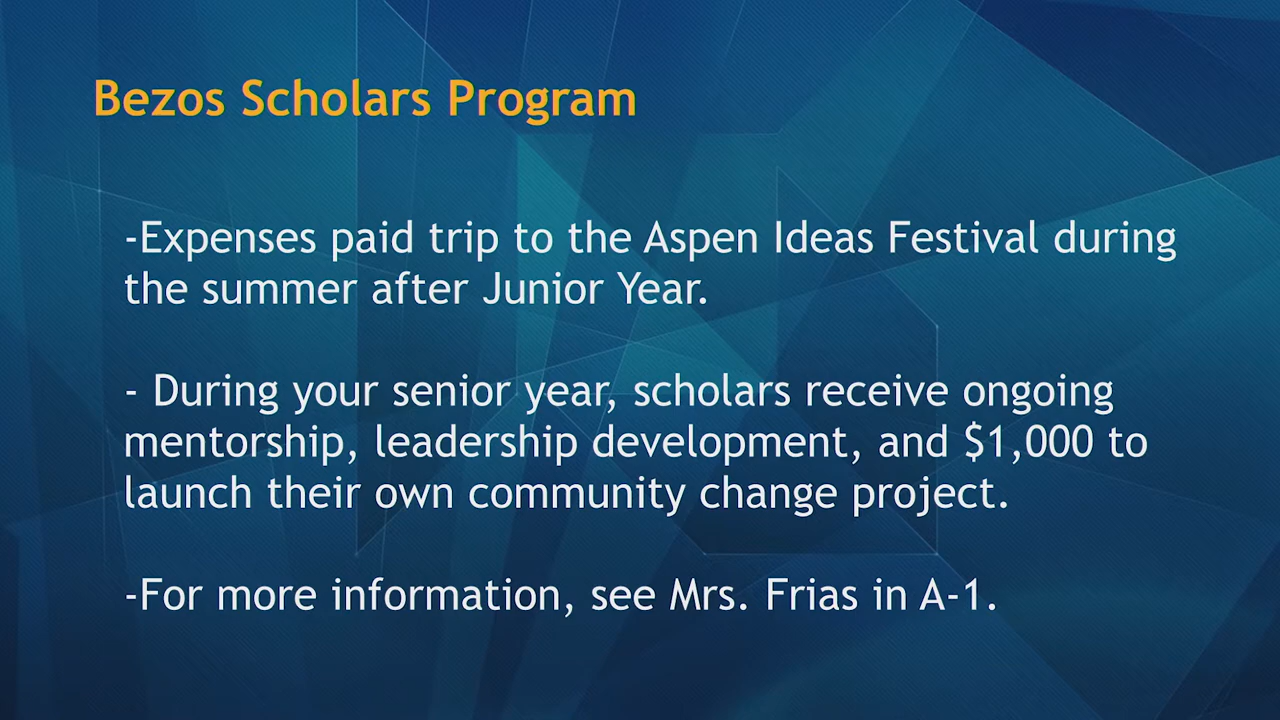 Bezos Scholars Program
-Expenses paid trip to the Aspen Ideas Festival during
the summer after Junior Year.
- During your senior year, scholars receive ongoing
mentorship, leadership development, and $1,000 to
launch their own community change project.
-For more information, see Mrs. Frias in A-1.